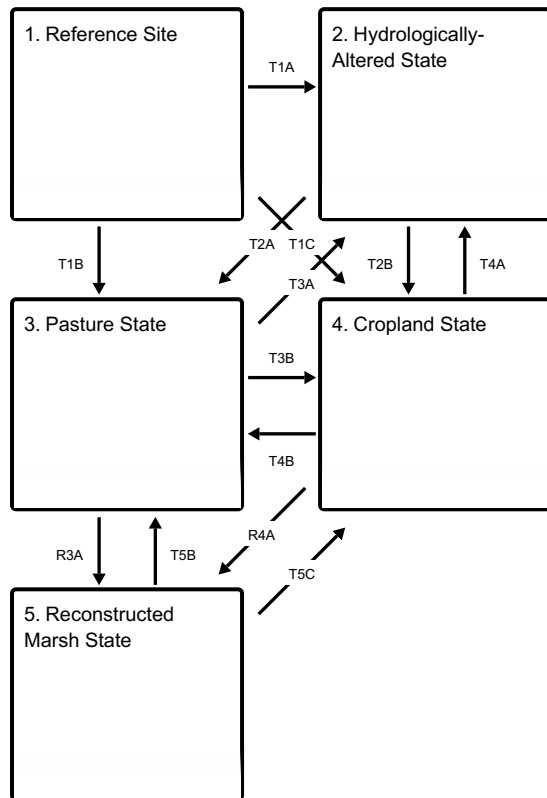 1. Reference Site
2. Hydrologically-
Altered State
T1A
T1B
T2A
T1C
T3A
T2B
T4A
3. Pasture State
4. Cropland State
T3B
T4B
R3A
T5B
R4A
T5C
5. Reconstructed
Marsh State